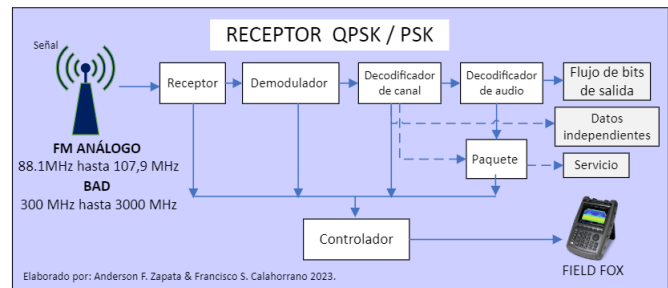 RECEPTOR QPSK / PSK
Señal
Receptor
Demodulador
Decodificador
de canal
Decodificador
de audio
Flujo de bits
de salida
Datos
independientes
Paquete
Servicio
FM ANÁLOGO
88.1MHz hasta 107,9 MHz
BAD
300 MHz hasta 3000 MHz
Controlador
FIELD FOX
Elaborado por: Anderson F. Zapata & Francisco S. Calahorrano 2023.